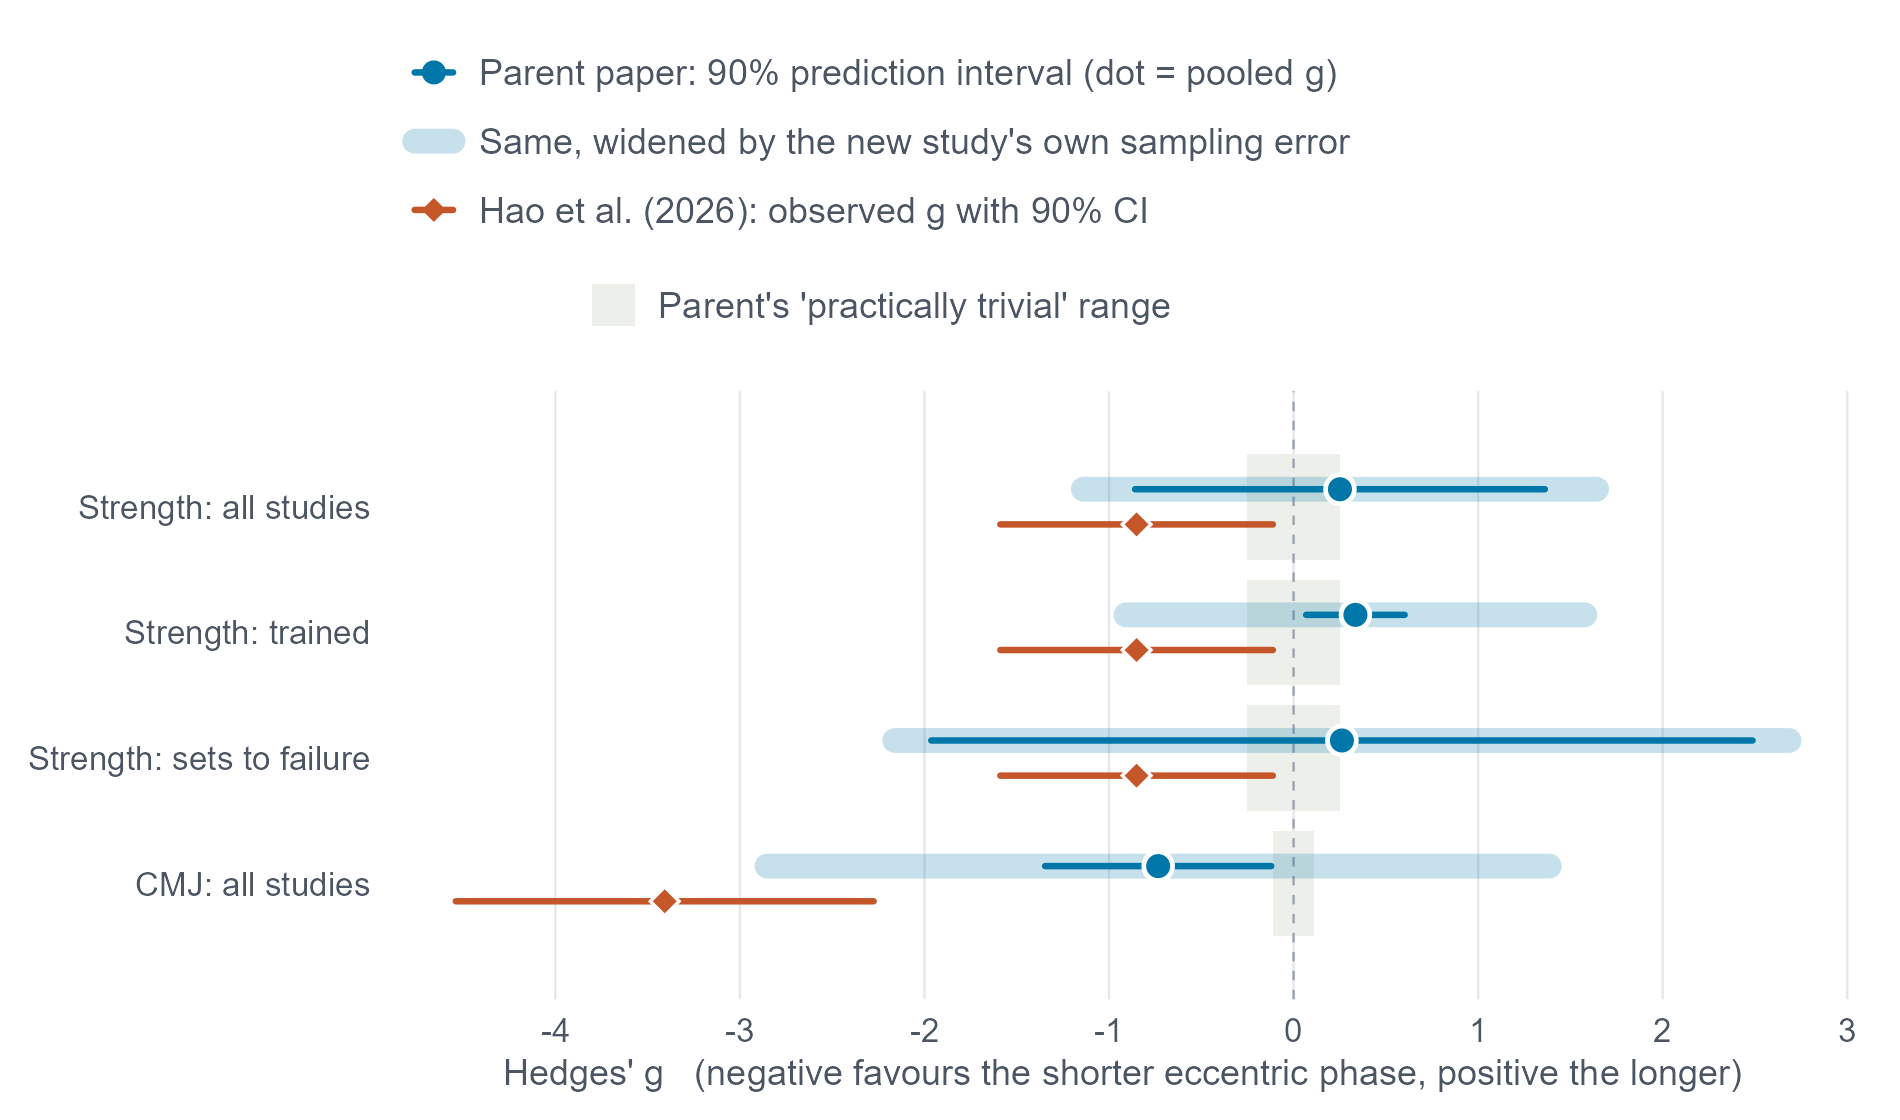 Parent paper: 90% prediction interval (dot = pooled g)
Same, widened by the new study's own sampling error
Hao et al. (2026): observed g with 90% CI
Parent's 'practically trivial' range
Strength: all studies
Strength: trained
Strength: sets to failure
CMJ: all studies
-4 -3 -2 -1 0 1 2 3
Hedges' g (negative favours the shorter eccentric phase, positive the longer)